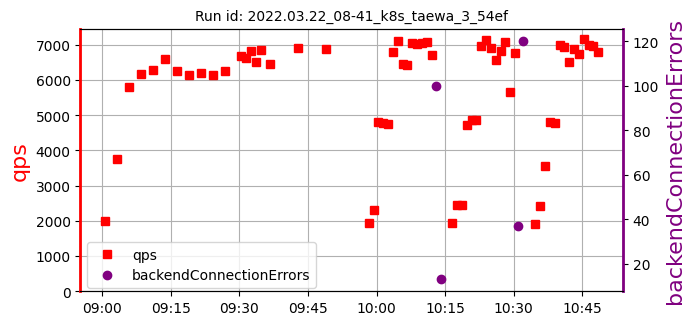 Run id: 2022.03.22_08-41_k8s_taewa_3_54ef
qps
7000
6000
5000
4000
3000
2000
1000
0
120
100
80
60
40
20
backendConnectionErrors
qps
backendConnectionErrors
09:00 09:15 09:30 09:45 10:00 10:15 10:30 10:45